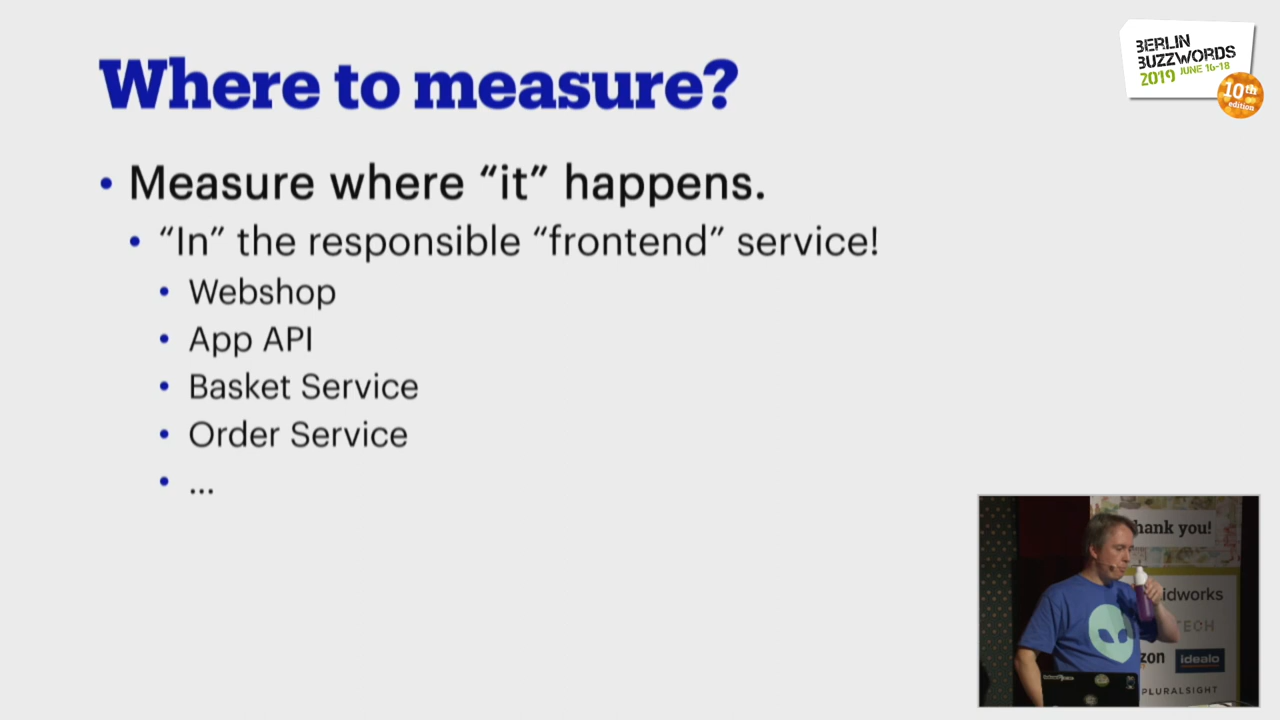 Where to measure?
BERLIN
BUZZWORDS
2019 JUNE 16-18
10th
edition
• Measure where “it” happens.
• “In” the responsible “frontend” service!
• Webshop
• App API
• Basket Service
• Order Service
• ...
hank you!
idworks
TECH
zon idealo
PLURALSIGHT